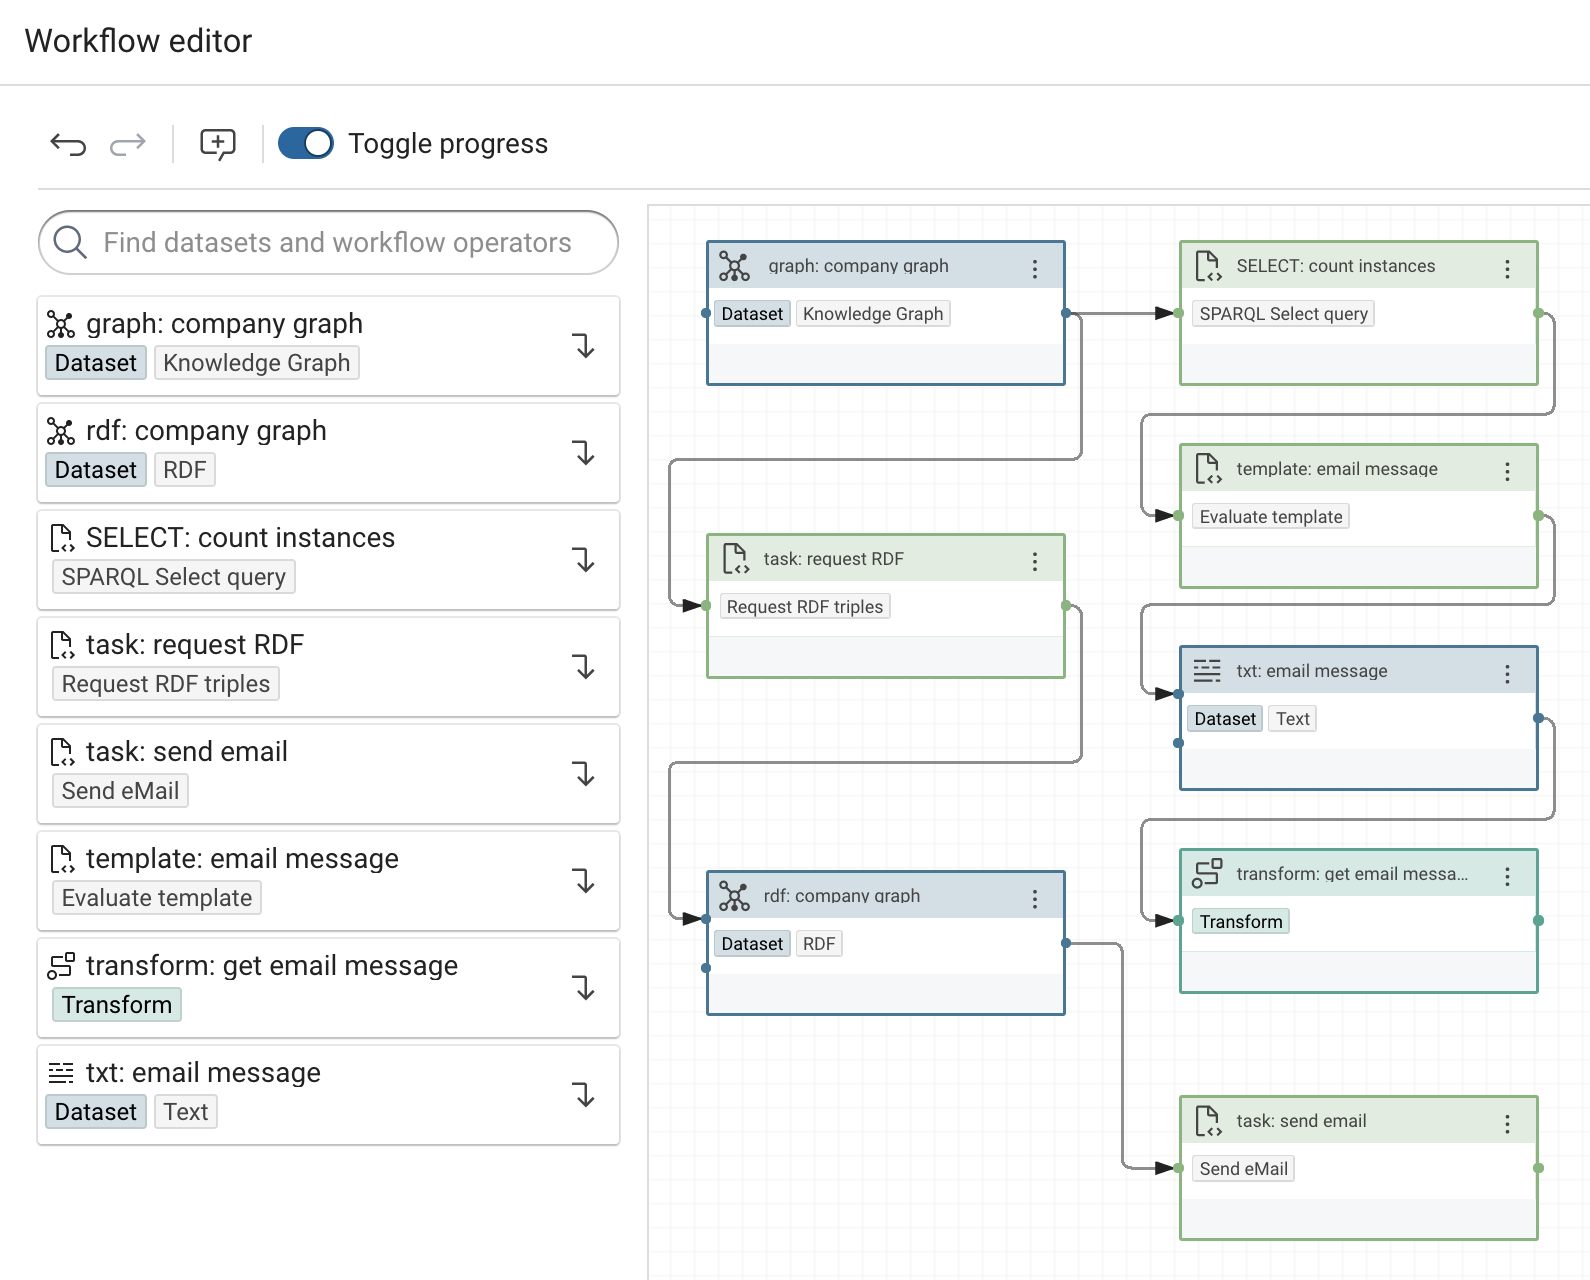 Workflow editor
Toggle progress
Find datasets and workflow operators
graph: company graph
Dataset Knowledge Graph
rdf: company graph
Dataset RDF
SELECT: count instances
SPARQL Select query
task: request RDF
Request RDF triples
task: send email
Send eMail
template: email message
Evaluate template
transform: get email message
Transform
txt: email message
Dataset Text
graph: company graph
Dataset Knowledge Graph
SELECT: count instances
SPARQL Select query
template: email message
Evaluate template
task: request RDF
Request RDF triples
txt: email message
Dataset Text
rdf: company graph
Dataset RDF
transform: get email messa...
Transform
task: send email
Send eMail